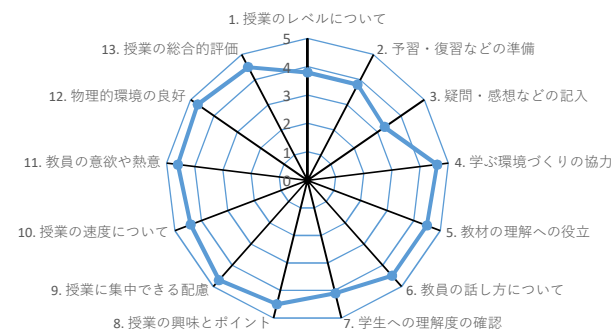 1. 授業のレベルについて
2. 予習・復習などの準備
3. 疑問・感想などの記入
4. 学ぶ環境づくりの協力
5. 教材の理解への役立
6. 教員の話し方について
7. 学生への理解度の確認
8. 授業の興味とポイント
9. 授業に集中できる配慮
10. 授業の速度について
11. 教員の意欲や熱意
12. 物理的環境の良好
13. 授業の総合的評価
5
4
3
2
1
0